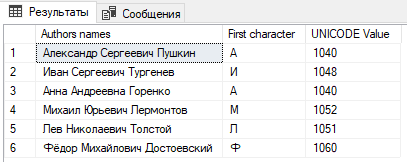 Результаты Сообщения
Authors names First character UNICODE Value
1 Александр Сергеевич Пушкин А 1040
2 Иван Сергеевич Тургенев И 1048
3 Анна Андреевна Горенко А 1040
4 Михаил Юрьевич Лермонтов М 1052
5 Лев Николаевич Толстой Л 1051
6 Фёдор Михайлович Достоевский Ф 1060